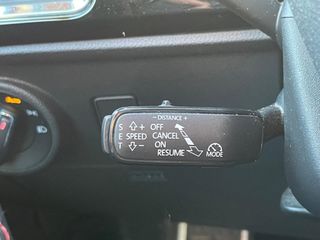 − DISTANCE +
S + OFF
E SPEED CANCEL
T − ON
RESUME MODE